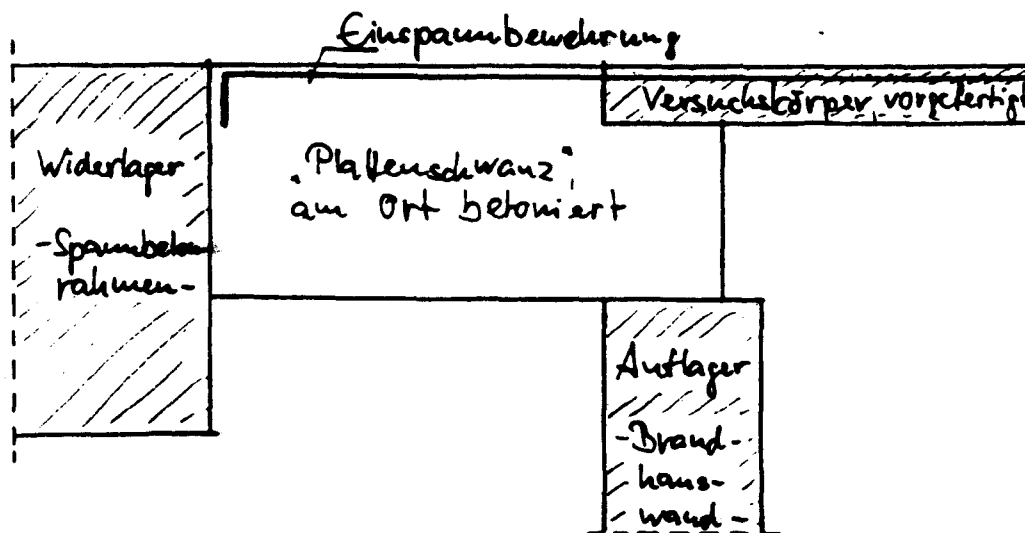 Einspannbewehrung
Versuchskörper, vorgefertigt
Widerlager
-Spannbeton
rahmen-
"Plattenschwanz",
am Ort betoniert
Auflager
-Brand-
haus-
wand-